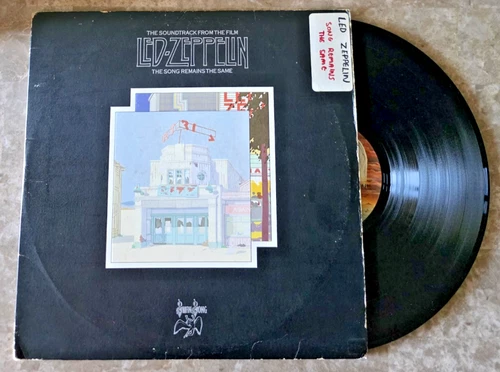 THE SOUNDTRACK FROM THE FILM
LED ZEPPELIN
THE SONG REMAINS THE SAME
LED ZEPPELIN
SONG REMAINS
THE SAME